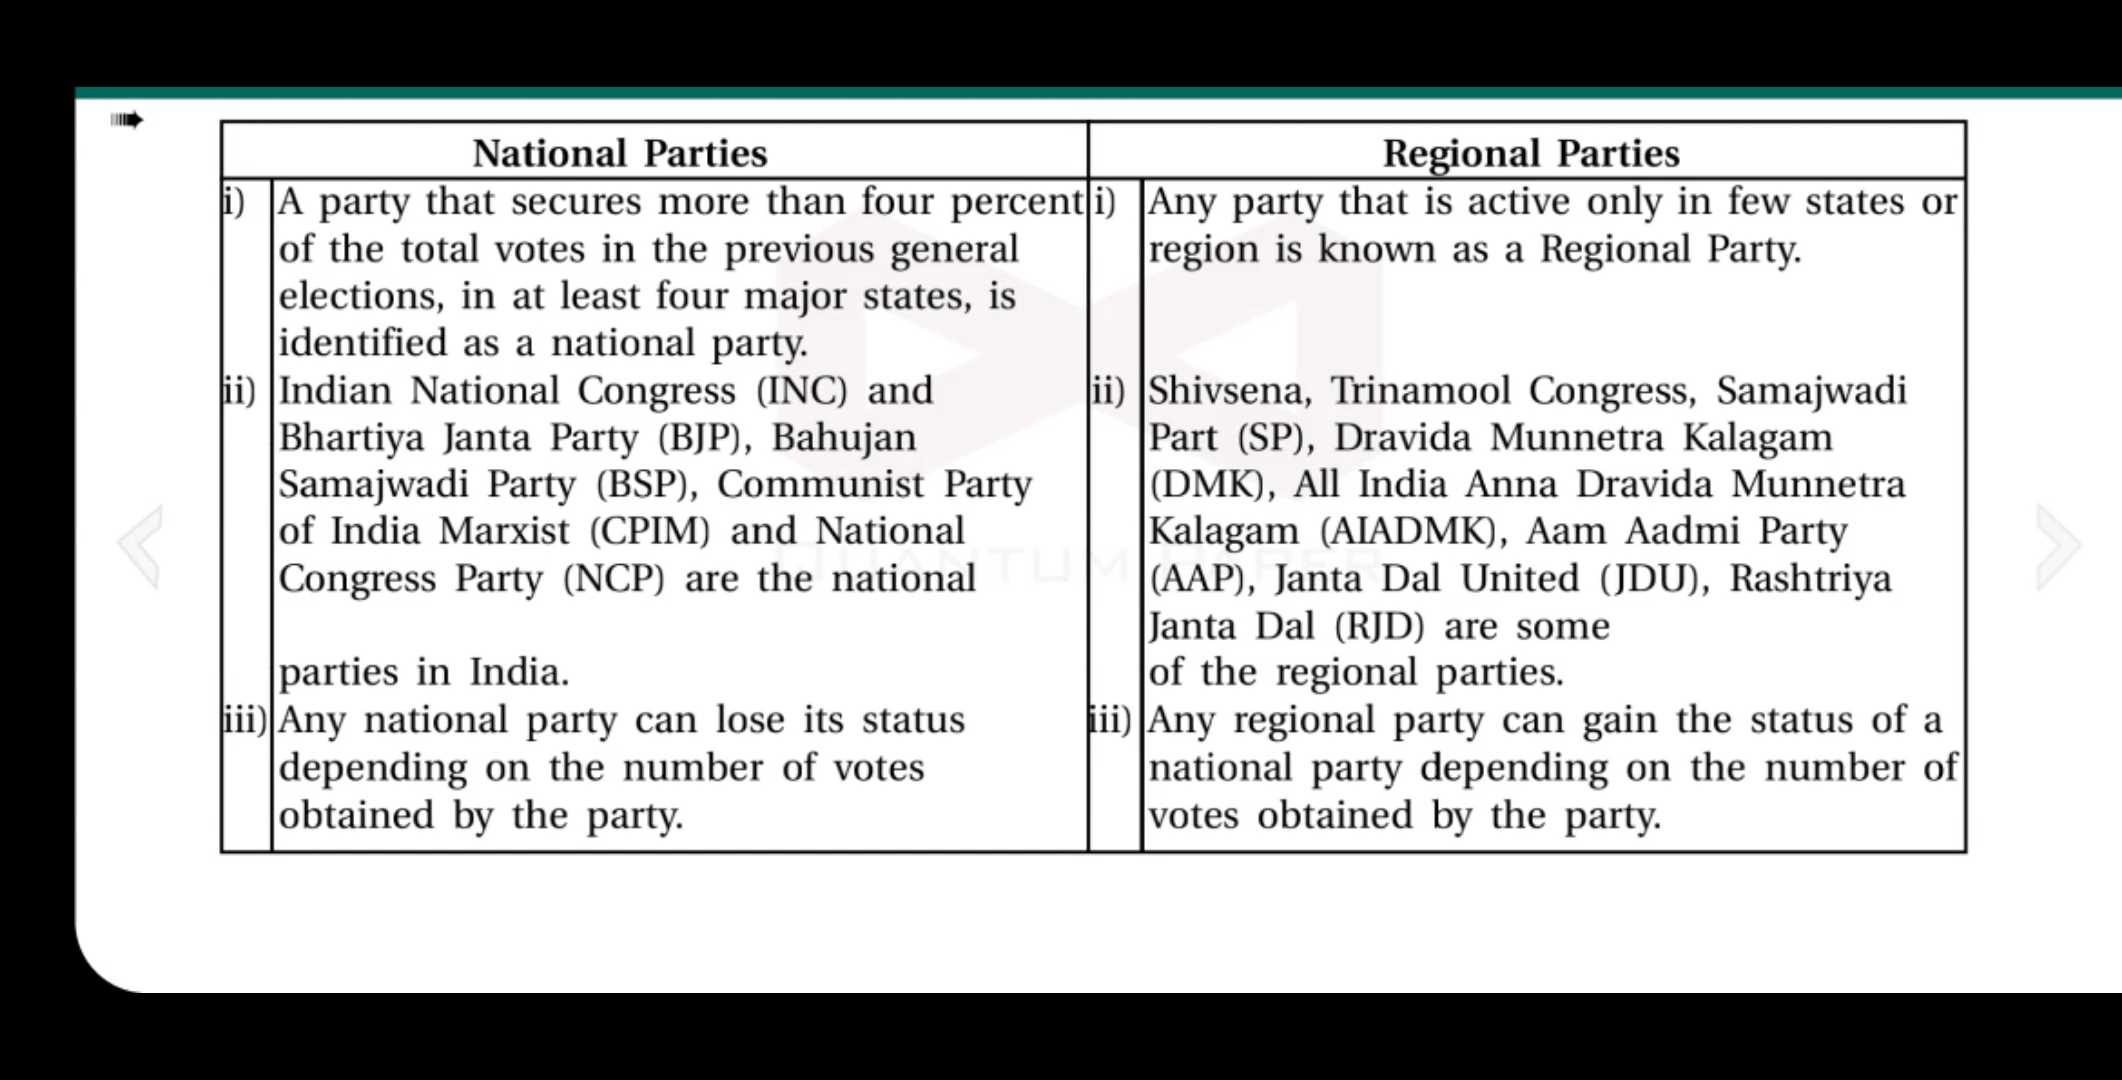 National Parties
Regional Parties
i) A party that secures more than four percent
of the total votes in the previous general
elections, in at least four major states, is
identified as a national party.
ii) Indian National Congress (INC) and
Bhartiya Janta Party (BJP), Bahujan
Samajwadi Party (BSP), Communist Party
of India Marxist (CPIM) and National
Congress Party (NCP) are the national
parties in India.
iii) Any national party can lose its status
depending on the number of votes
obtained by the party.
i) Any party that is active only in few states or
region is known as a Regional Party.
ii) Shivsena, Trinamool Congress, Samajwadi
Part (SP), Dravida Munnetra Kalagam
(DMK), All India Anna Dravida Munnetra
Kalagam (AIADMK), Aam Aadmi Party
(AAP), Janta Dal United (JDU), Rashtriya
Janta Dal (RJD) are some
of the regional parties.
iii) Any regional party can gain the status of a
national party depending on the number of
votes obtained by the party.
QUANTUM PAPER